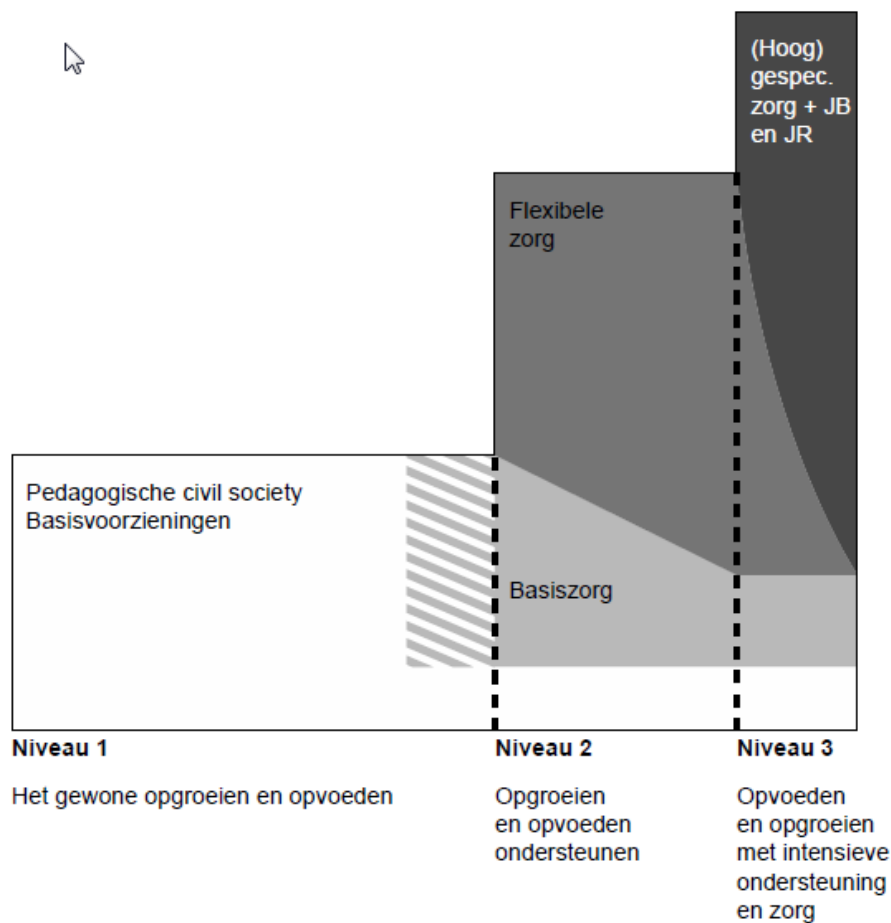 (Hoog)
gespec.
zorg + JB
en JR
Flexibele
zorg
Pedagogische civil society
Basisvoorzieningen
Basiszorg
Niveau 1
Het gewone opgroeien en opvoeden
Niveau 2
Opgroeien
en opvoeden
ondersteunen
Niveau 3
Opvoeden
en opgroeien
met intensieve
ondersteuning
en zorg